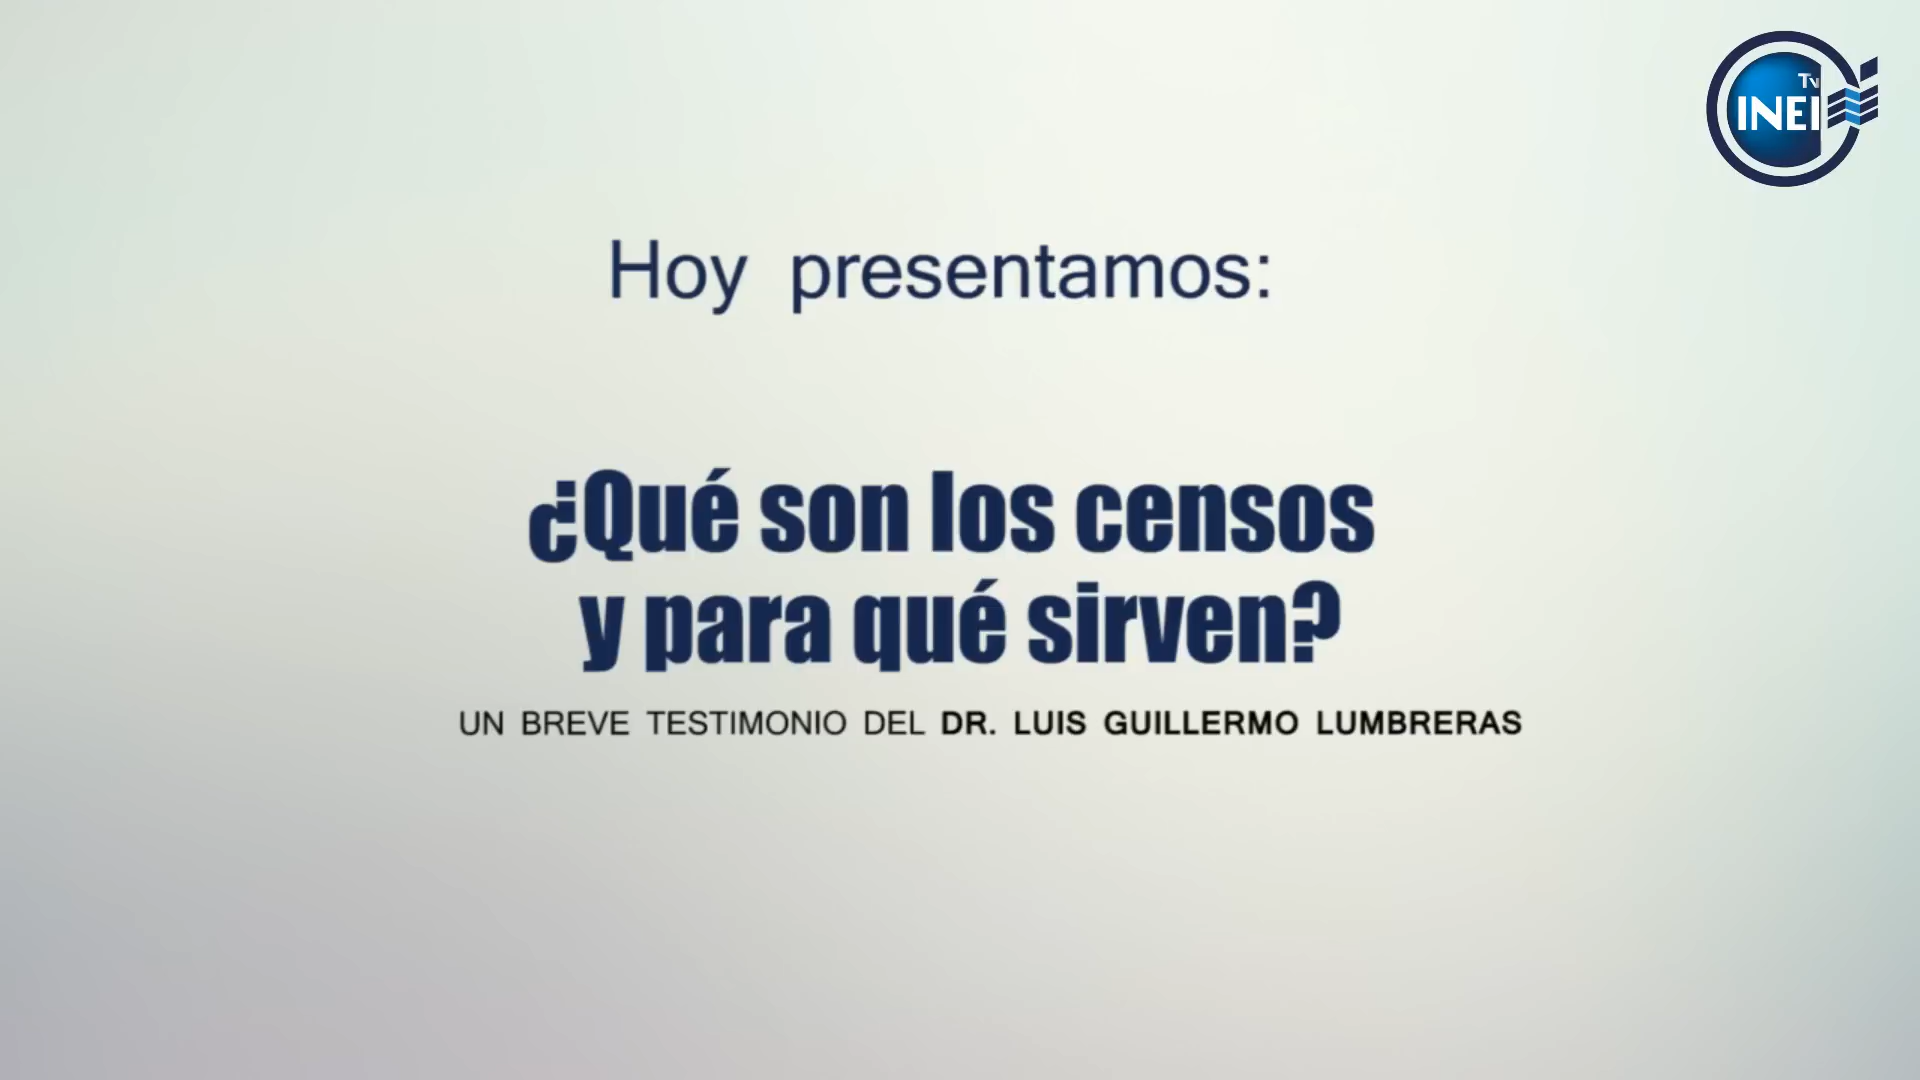 Tv
INEI
Hoy presentamos:
¿Qué son los censos
y para qué sirven?
UN BREVE TESTIMONIO DEL DR. LUIS GUILLERMO LUMBRERAS